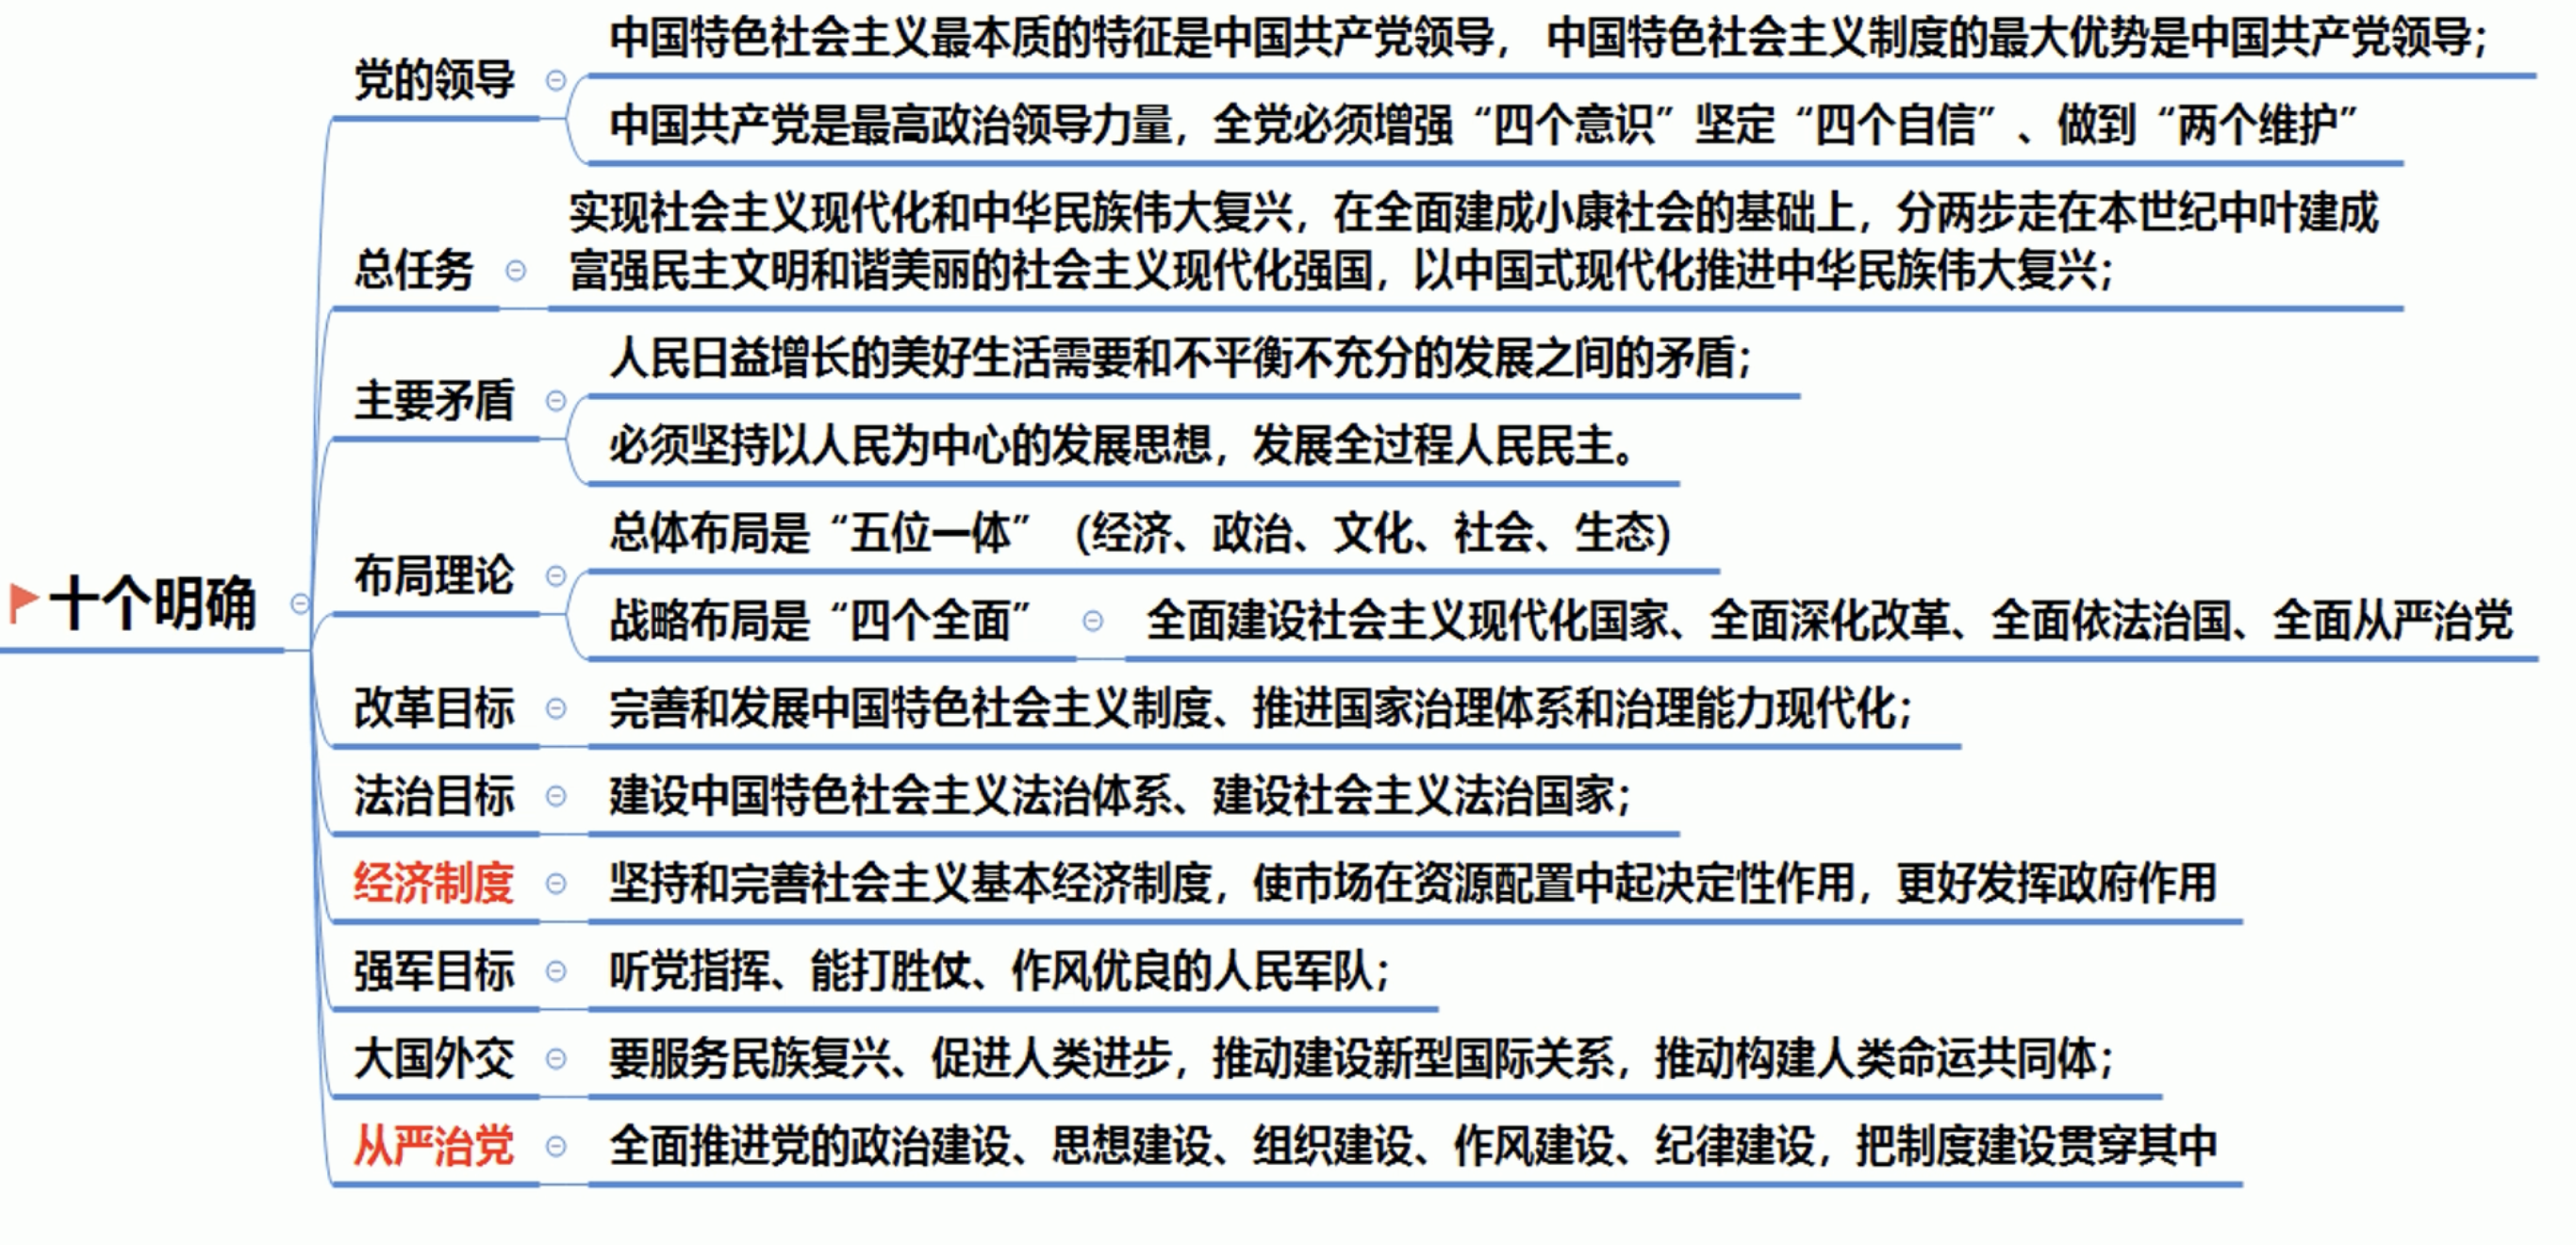 十个明确
党的领导
中国特色社会主义最本质的特征是中国共产党领导， 中国特色社会主义制度的最大优势是中国共产党领导；
中国共产党是最高政治领导力量，全党必须增强“四个意识”坚定“四个自信”、做到“两个维护”
总任务
实现社会主义现代化和中华民族伟大复兴，在全面建成小康社会的基础上，分两步走在本世纪中叶建成
富强民主文明和谐美丽的社会主义现代化强国，以中国式现代化推进中华民族伟大复兴；
主要矛盾
人民日益增长的美好生活需要和不平衡不充分的发展之间的矛盾；
必须坚持以人民为中心的发展思想，发展全过程人民民主。
布局理论
总体布局是“五位一体”（经济、政治、文化、社会、生态）
战略布局是“四个全面”
全面建设社会主义现代化国家、全面深化改革、全面依法治国、全面从严治党
改革目标
完善和发展中国特色社会主义制度、推进国家治理体系和治理能力现代化；
法治目标
建设中国特色社会主义法治体系、建设社会主义法治国家；
经济制度
坚持和完善社会主义基本经济制度，使市场在资源配置中起决定性作用，更好发挥政府作用
强军目标
听党指挥、能打胜仗、作风优良的人民军队；
大国外交
要服务民族复兴、促进人类进步，推动建设新型国际关系，推动构建人类命运共同体；
从严治党
全面推进党的政治建设、思想建设、组织建设、作风建设、纪律建设，把制度建设贯穿其中